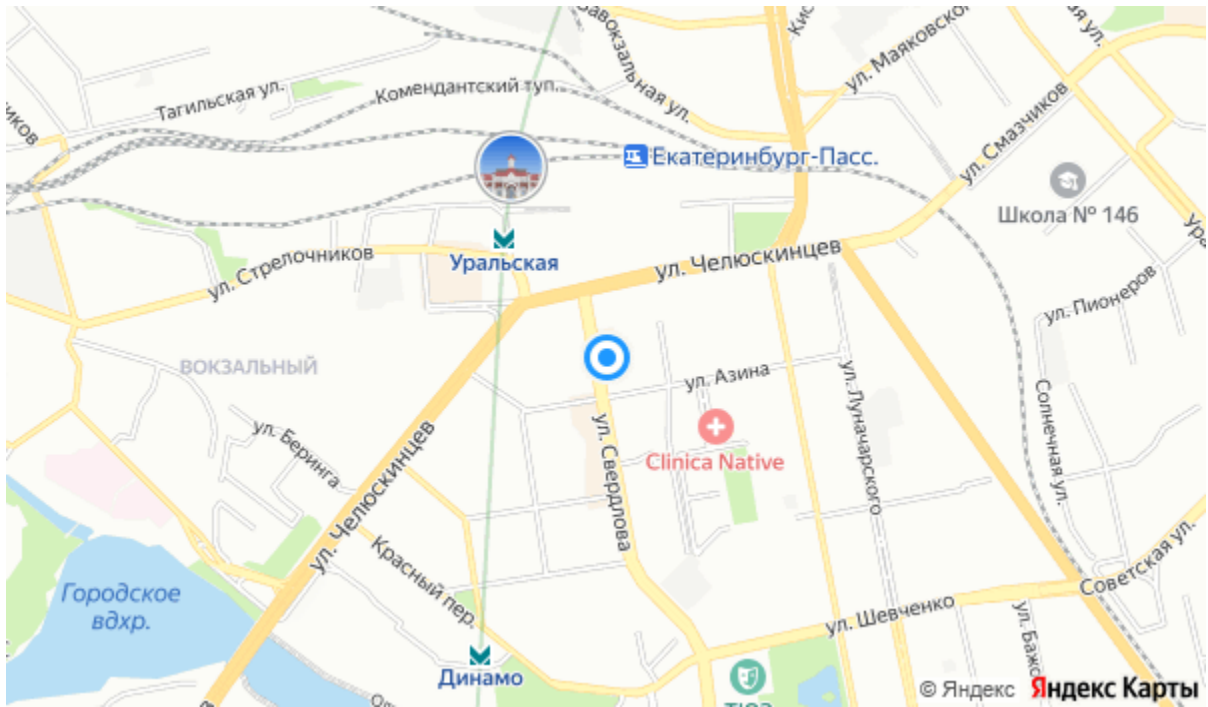 Тагильская ул.
Комендантский туп.
ул. Маяковского
Екатеринбург-Пасс.
ул. Смазчиков
Школа № 146
Уральская
ул. Стрелочников
ул. Челюскинцев
ул. Пионеров
ВОКЗАЛЬНЫЙ
ул. Азина
ул. Луначарского
Солнечная ул.
ул. Беринга
ул. Свердлова
Clinica Native
ул. Челюскинцев
Красный пер.
Городское
вдхр.
Советская ул.
ул. Шевченко
Динамо
© Яндекс Яндекс Карты